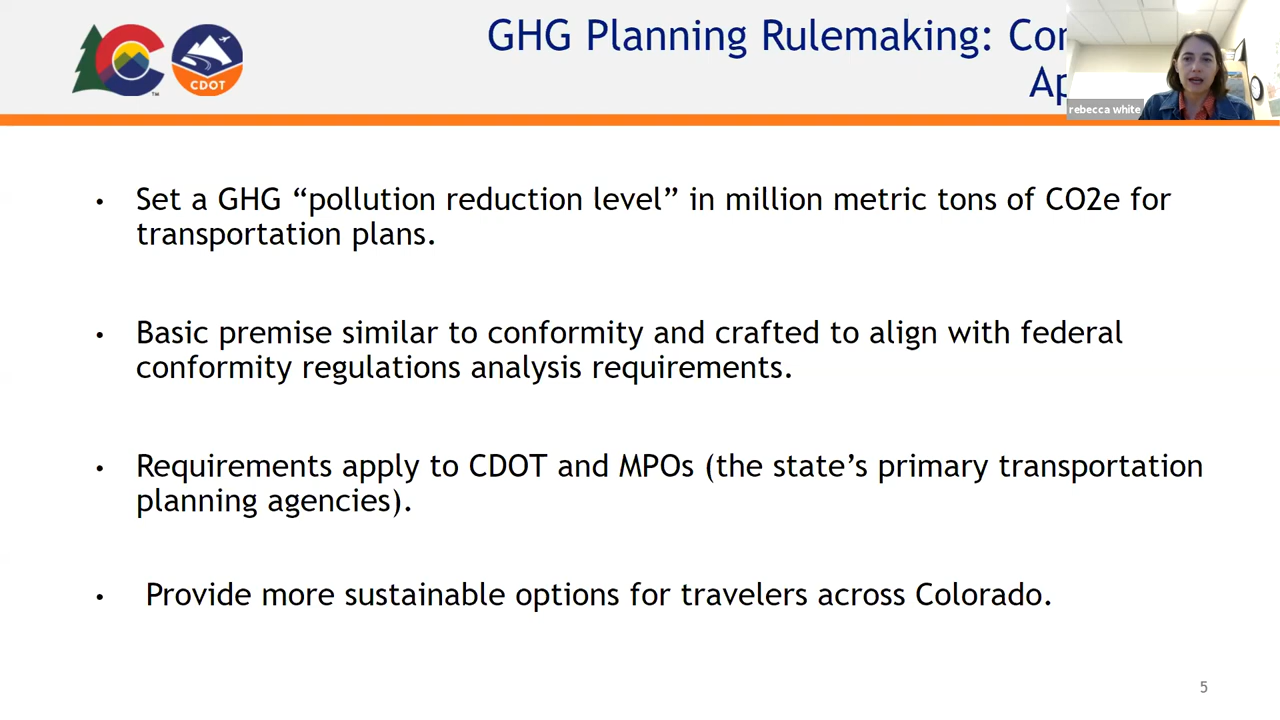 GHG Planning Rulemaking:
rebecca white
CDOT
• Set a GHG “pollution reduction level” in million metric tons of CO2e for
transportation plans.
• Basic premise similar to conformity and crafted to align with federal
conformity regulations analysis requirements.
• Requirements apply to CDOT and MPOs (the state’s primary transportation
planning agencies).
• Provide more sustainable options for travelers across Colorado.
5